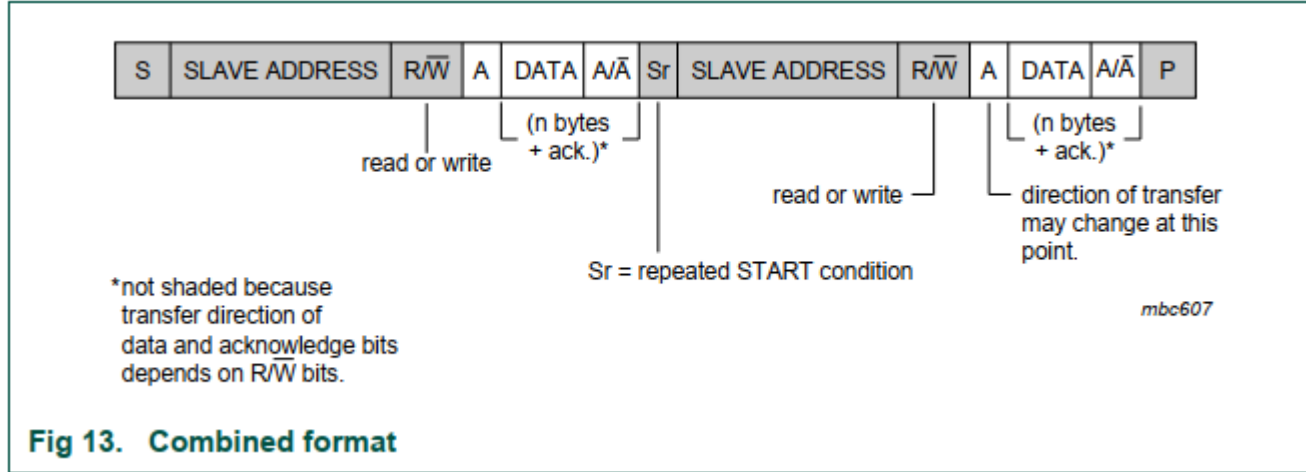 S SLAVE ADDRESS R/W̅ A DATA A/A̅ Sr SLAVE ADDRESS R/W̅ A DATA A/A̅ P
(n bytes
+ ack.)*
(n bytes
+ ack.)*
read or write
read or write
direction of transfer
may change at this
point.
Sr = repeated START condition
*not shaded because
transfer direction of
data and acknowledge bits
depends on R/W̅ bits.
mbc607
Fig 13. Combined format